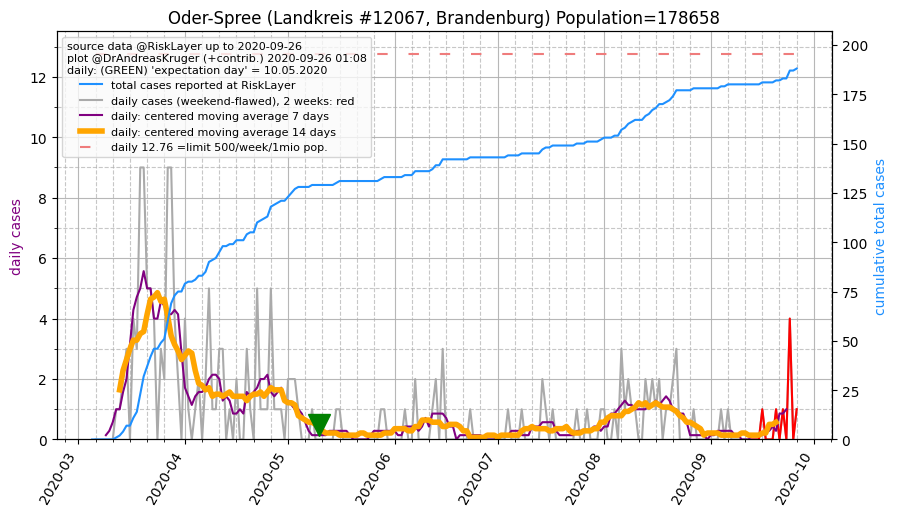 Oder-Spree (Landkreis #12067, Brandenburg) Population=178658
source data @RiskLayer up to 2020-09-26
plot @DrAndreasKruger (+contrib.) 2020-09-26 01:08
daily: (GREEN) 'expectation day' = 10.05.2020
total cases reported at RiskLayer
daily cases (weekend-flawed), 2 weeks: red
daily: centered moving average 7 days
daily: centered moving average 14 days
daily 12.76 =limit 500/week/1mio pop.
daily cases
12
10
8
6
4
2
0
cumulative total cases
200
175
150
125
100
75
50
25
0
2020-03
2020-04
2020-05
2020-06
2020-07
2020-08
2020-09
2020-10